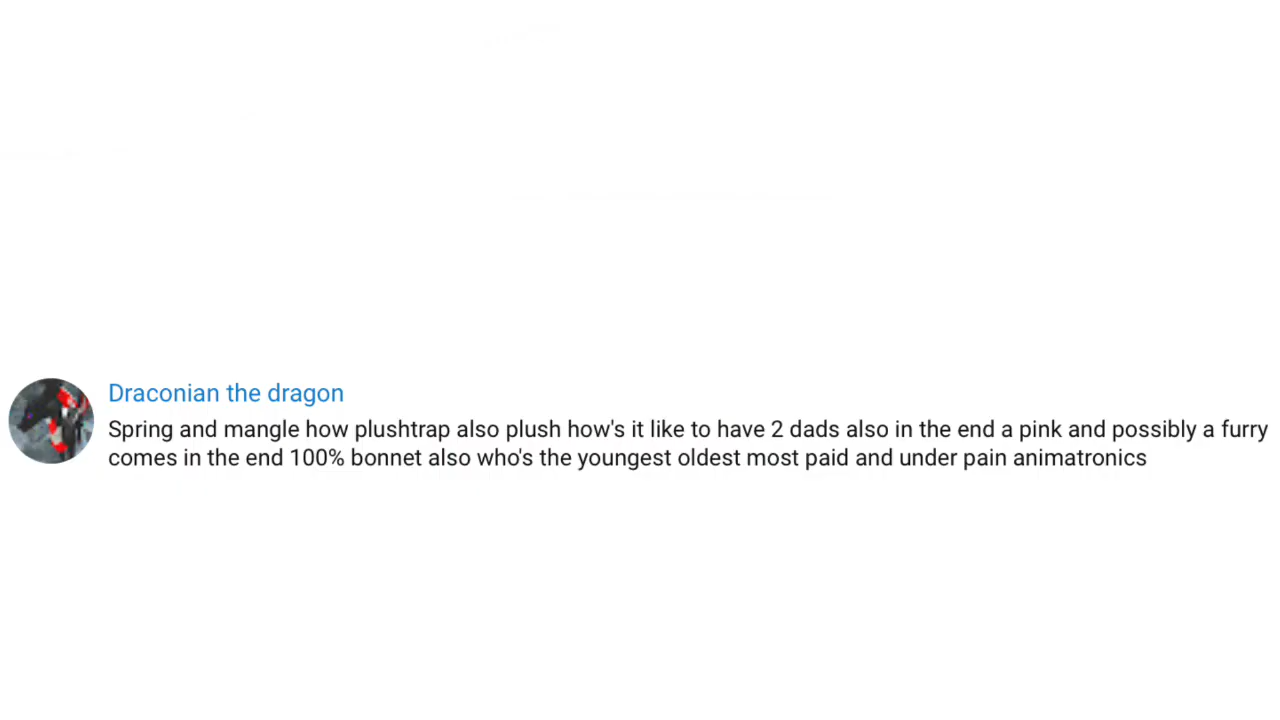 Draconian the dragon
Spring and mangle how plushtrap also plush how's it like to have 2 dads also in the end a pink and possibly a furry
comes in the end 100% bonnet also who's the youngest oldest most paid and under pain animatronics